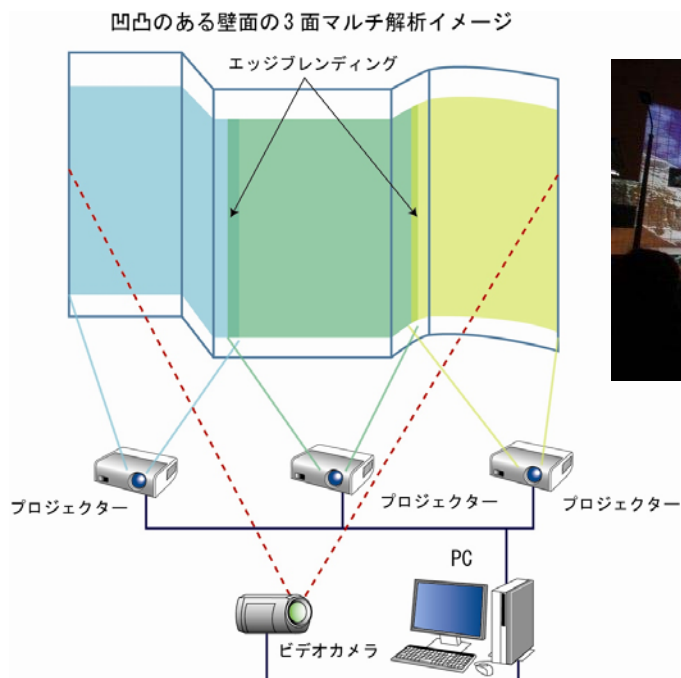 凹凸のある壁面の3面マルチ解析イメージ
エッジブレンディング
プロジェクター
プロジェクター
プロジェクター
PC
ビデオカメラ